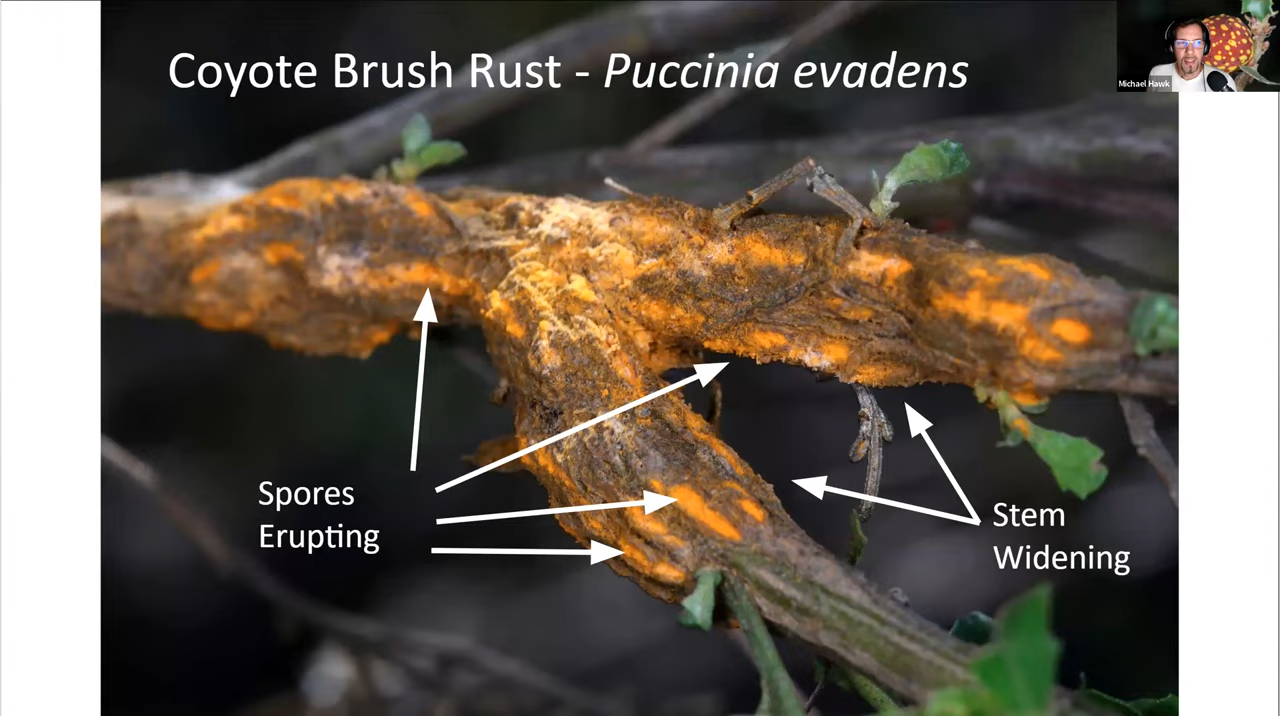 Coyote Brush Rust - Puccinia evadens
Michael Hawk
Spores
Erupting
Stem
Widening